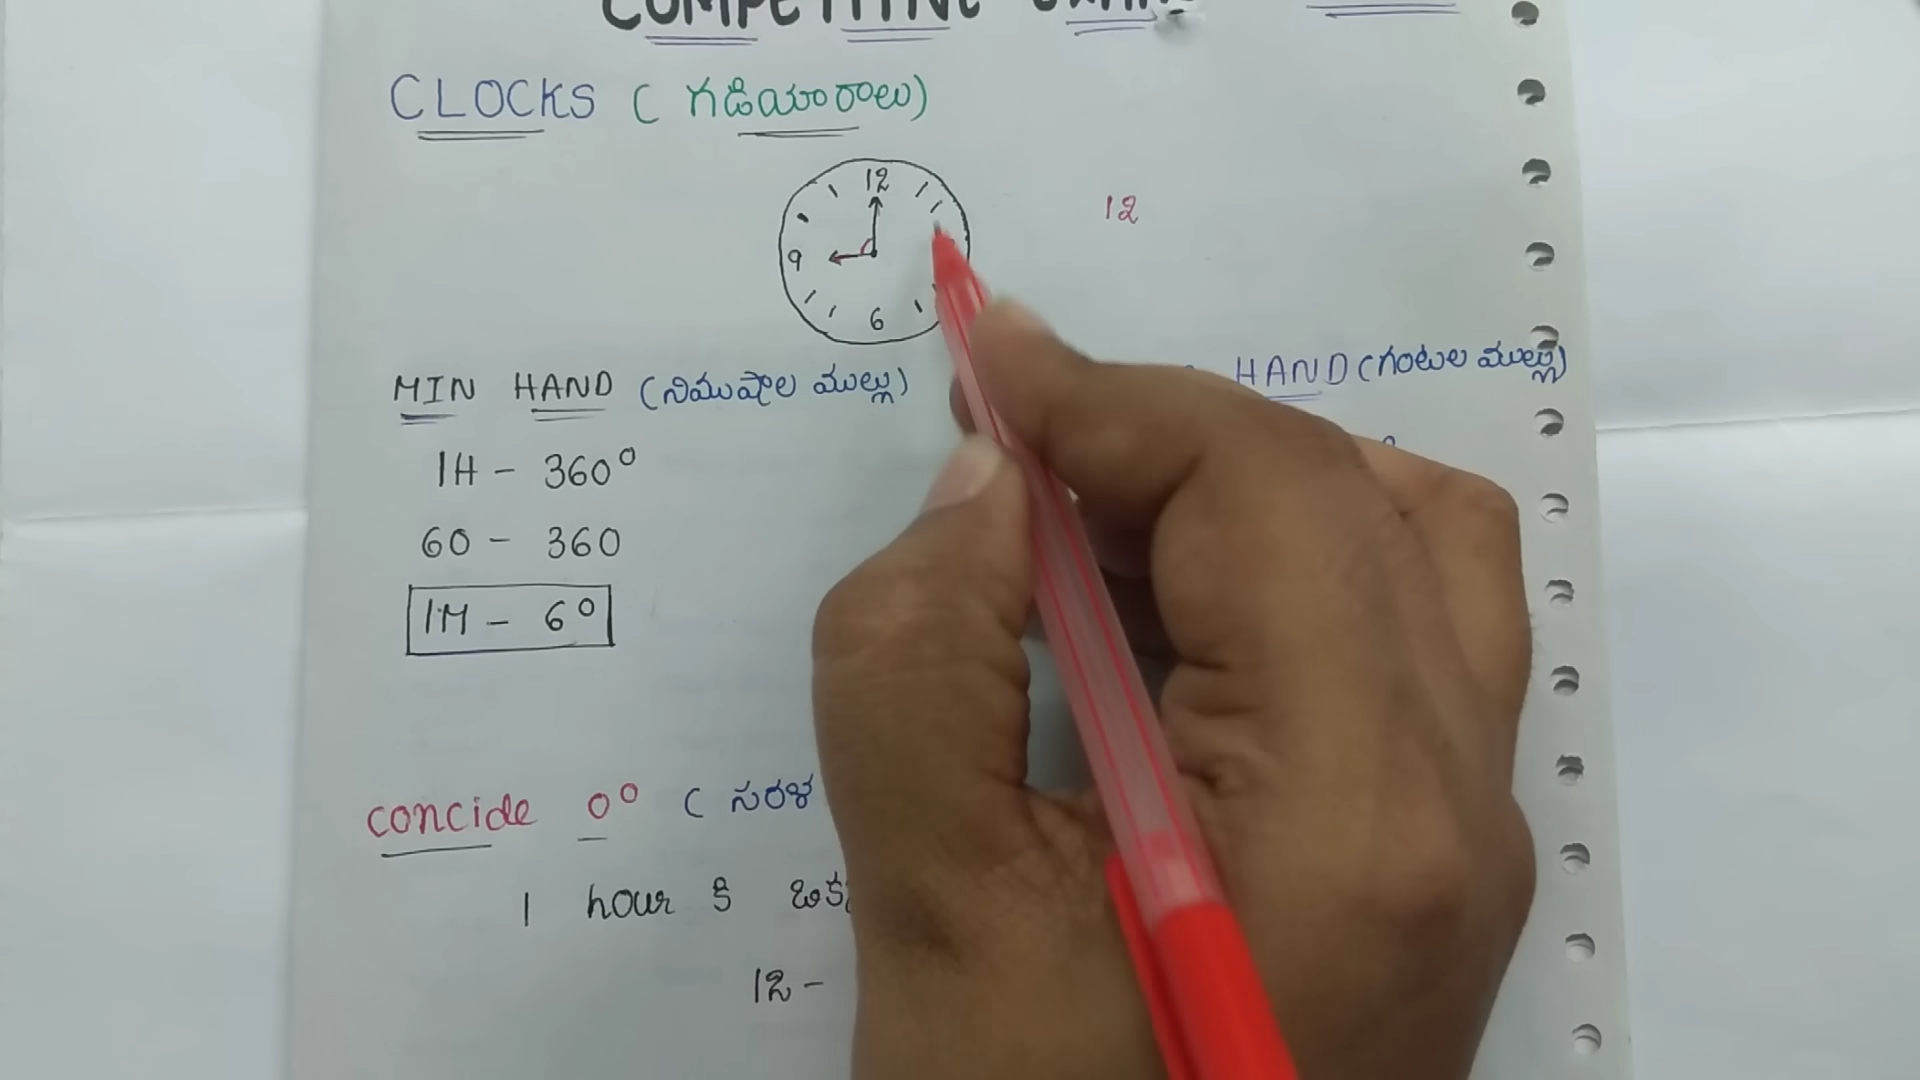 COMPETITIVE
CLOCKS ( గడియారాలు)
12
12
9
6
MIN HAND (నిముషాల ముల్లు)
HAND (గంటల ముల్లు)
1H - 360°
60 - 360
1M - 6°
concide 0° ( సరళ
1 hour కి
12 -